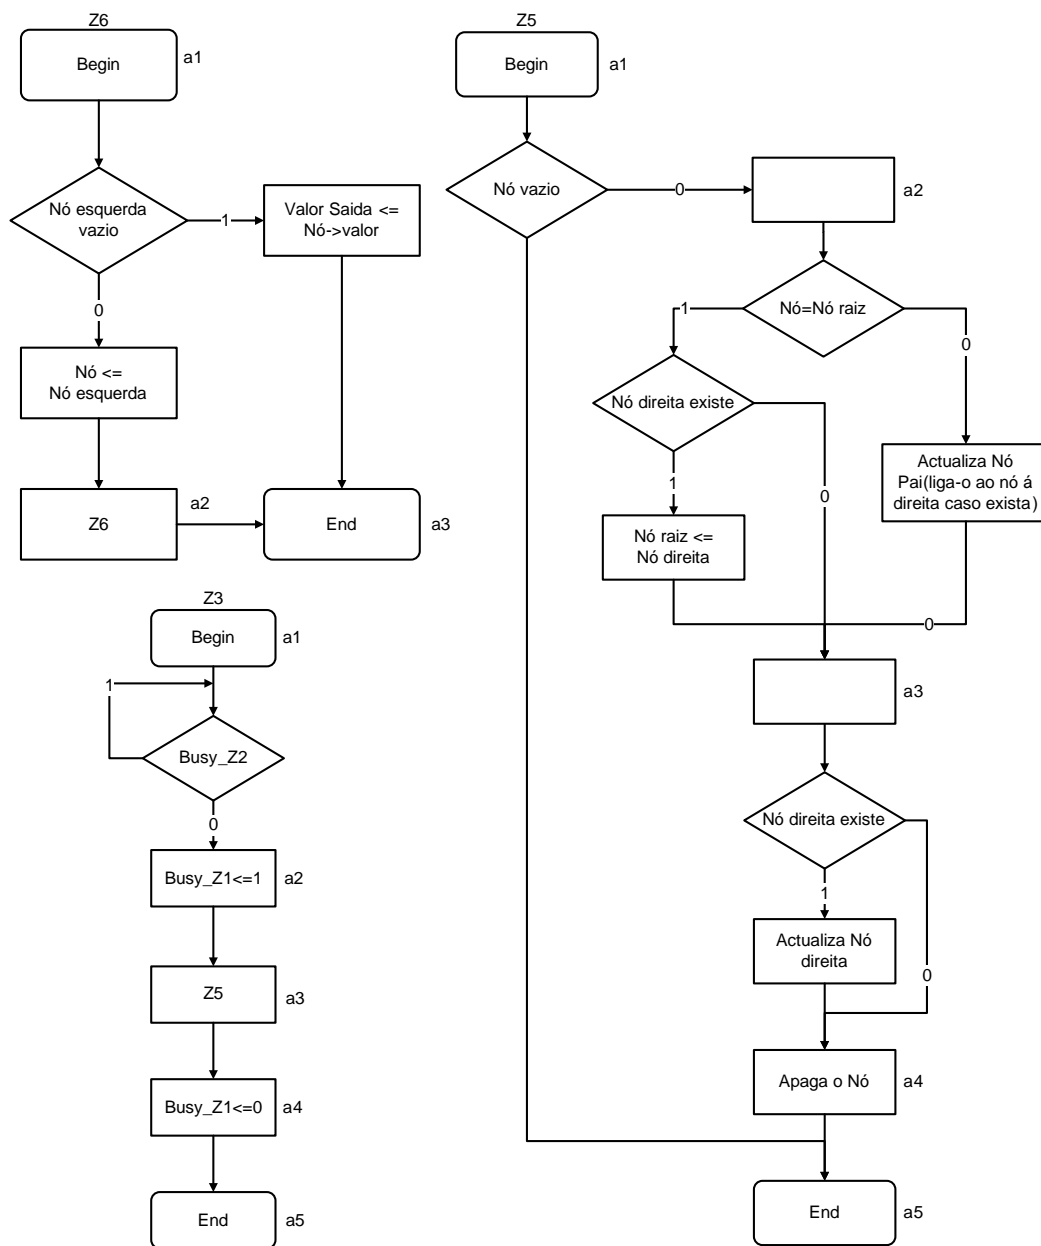 Z6
Begin
a1
Nó esquerda
vazio
1
Valor Saida <=
Nó->valor
0
Nó <=
Nó esquerda
Z6
a2
End
a3
Z3
Begin
a1
1
Busy_Z2
0
Busy_Z1<=1
a2
Z5
a3
Busy_Z1<=0
a4
End
a5
Z5
Begin
a1
Nó vazio
0
a2
Nó=Nó raiz
1
0
Nó direita existe
1
0
Actualiza Nó
Pai(liga-o ao nó á
direita caso exista)
Nó raiz <=
Nó direita
0
a3
Nó direita existe
1
0
Actualiza Nó
direita
Apaga o Nó
a4
End
a5